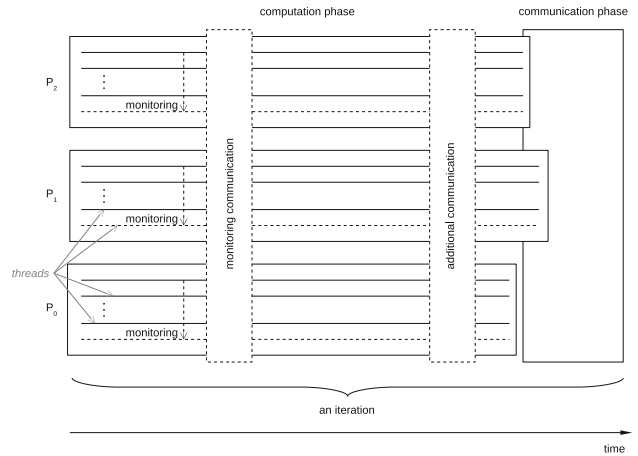 computation phase
communication phase
P2
monitoring
monitoring communication
additional communication
P1
monitoring
threads
P0
monitoring
an iteration
time